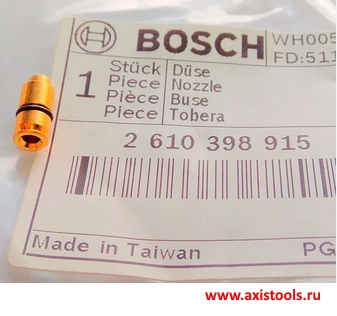 BOSCH
WH005
FD:511
1
Stück Düse
Piece Nozzle
Pièce Buse
Piece Tobera
2 610 398 915
Made in Taiwan
PG
www.axistools.ru